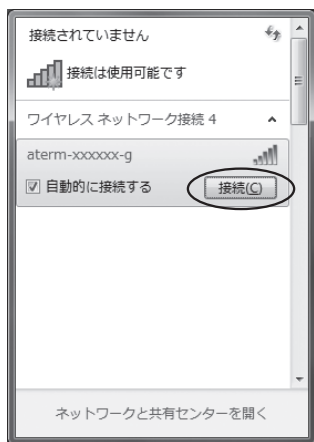 接続されていません
接続は使用可能です
ワイヤレス ネットワーク接続 4
aterm-xxxxxx-g
自動的に接続する
接続(C)
ネットワークと共有センターを開く